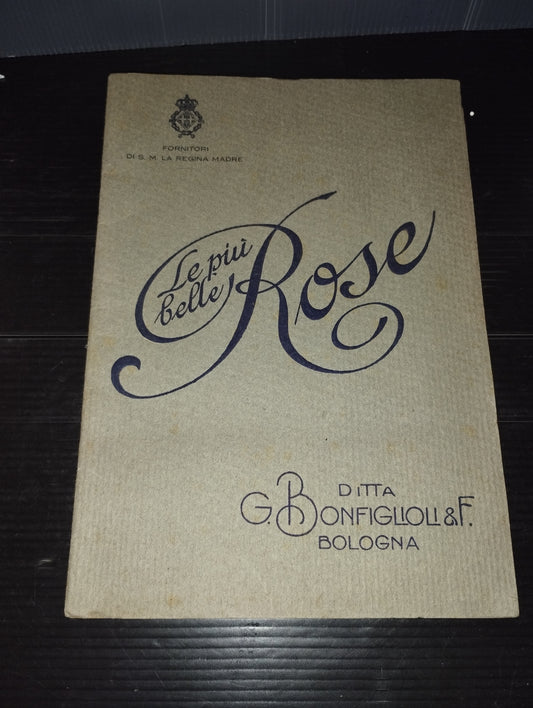 FORNITORI
DI S. M. LA REGINA MADRE
Le più
belle Rose
DITTA
G. BONFIGLIOLI & F.
BOLOGNA